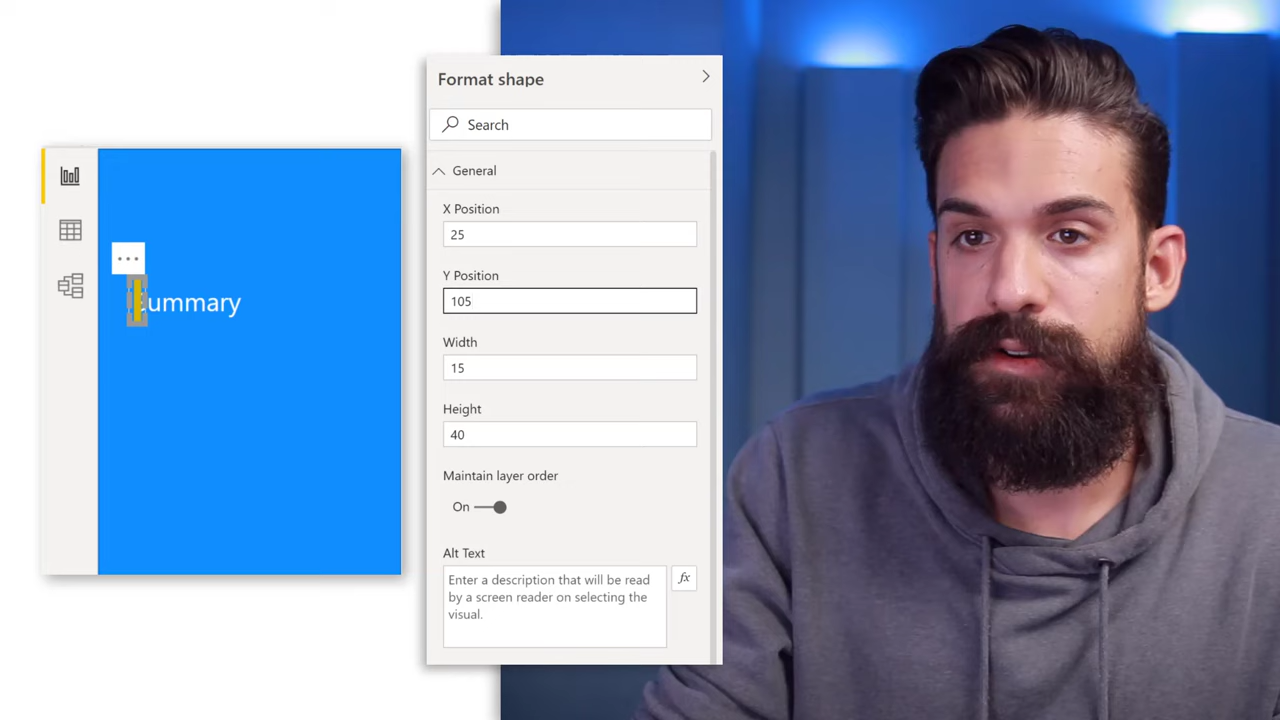 Format shape
Search
General
X Position
25
Y Position
105
ummary
Width
15
Height
40
Maintain layer order
On
Alt Text
Enter a description that will be read
by a screen reader on selecting the
visual.
fx